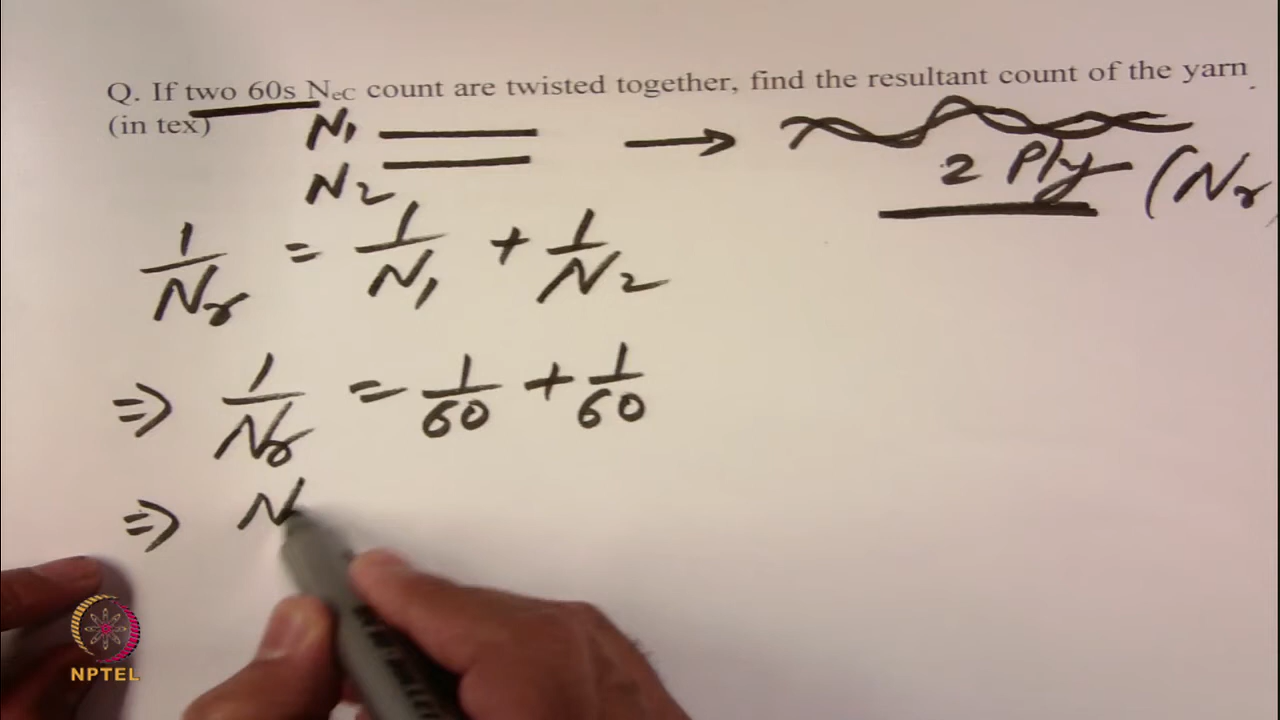 Q. If two 60s NeC count are twisted together, find the resultant count of the yarn
(in tex)
N1
N2
2 Ply (Nr)
1/Nr = 1/N1 + 1/N2
⇒ 1/Nr = 1/60 + 1/60
⇒ N
NPTEL